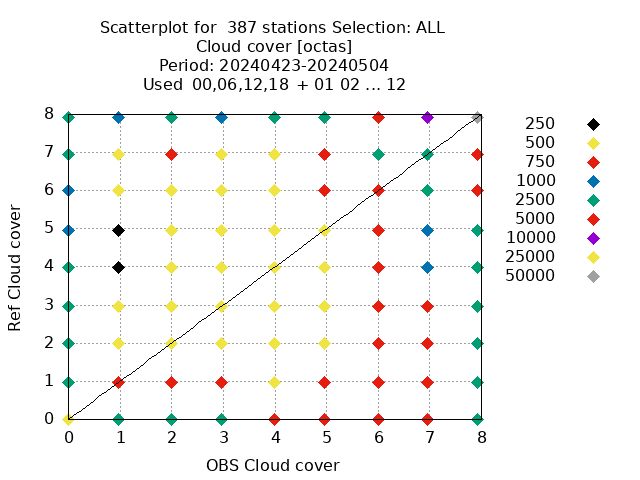 Scatterplot for  387 stations Selection: ALL
Cloud cover [octas]
Period: 20240423-20240504
Used  00,06,12,18  + 01 02 ... 12
Ref Cloud cover
8
7
6
5
4
3
2
1
0
0 1 2 3 4 5 6 7 8
OBS Cloud cover
250
500
750
1000
2500
5000
10000
25000
50000